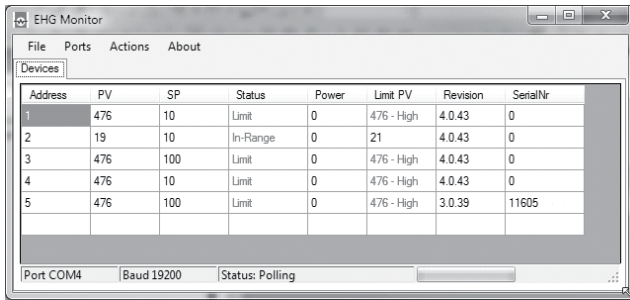 EHG Monitor
File Ports Actions About
Devices
Address PV SP Status Power Limit PV Revision SerialNr
1 476 10 Limit 0 476 - High 4.0.43 0
2 19 10 In-Range 0 21 4.0.43 0
3 476 100 Limit 0 476 - High 4.0.43 0
4 476 10 Limit 0 476 - High 4.0.43 0
5 476 100 Limit 0 476 - High 3.0.39 11605
Port COM4 Baud 19200 Status: Polling